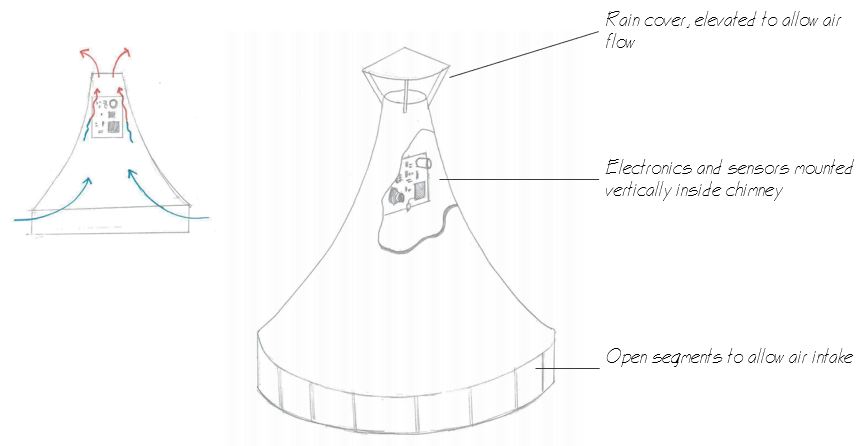 Rain cover, elevated to allow air
flow
Electronics and sensors mounted
vertically inside chimney
Open segments to allow air intake